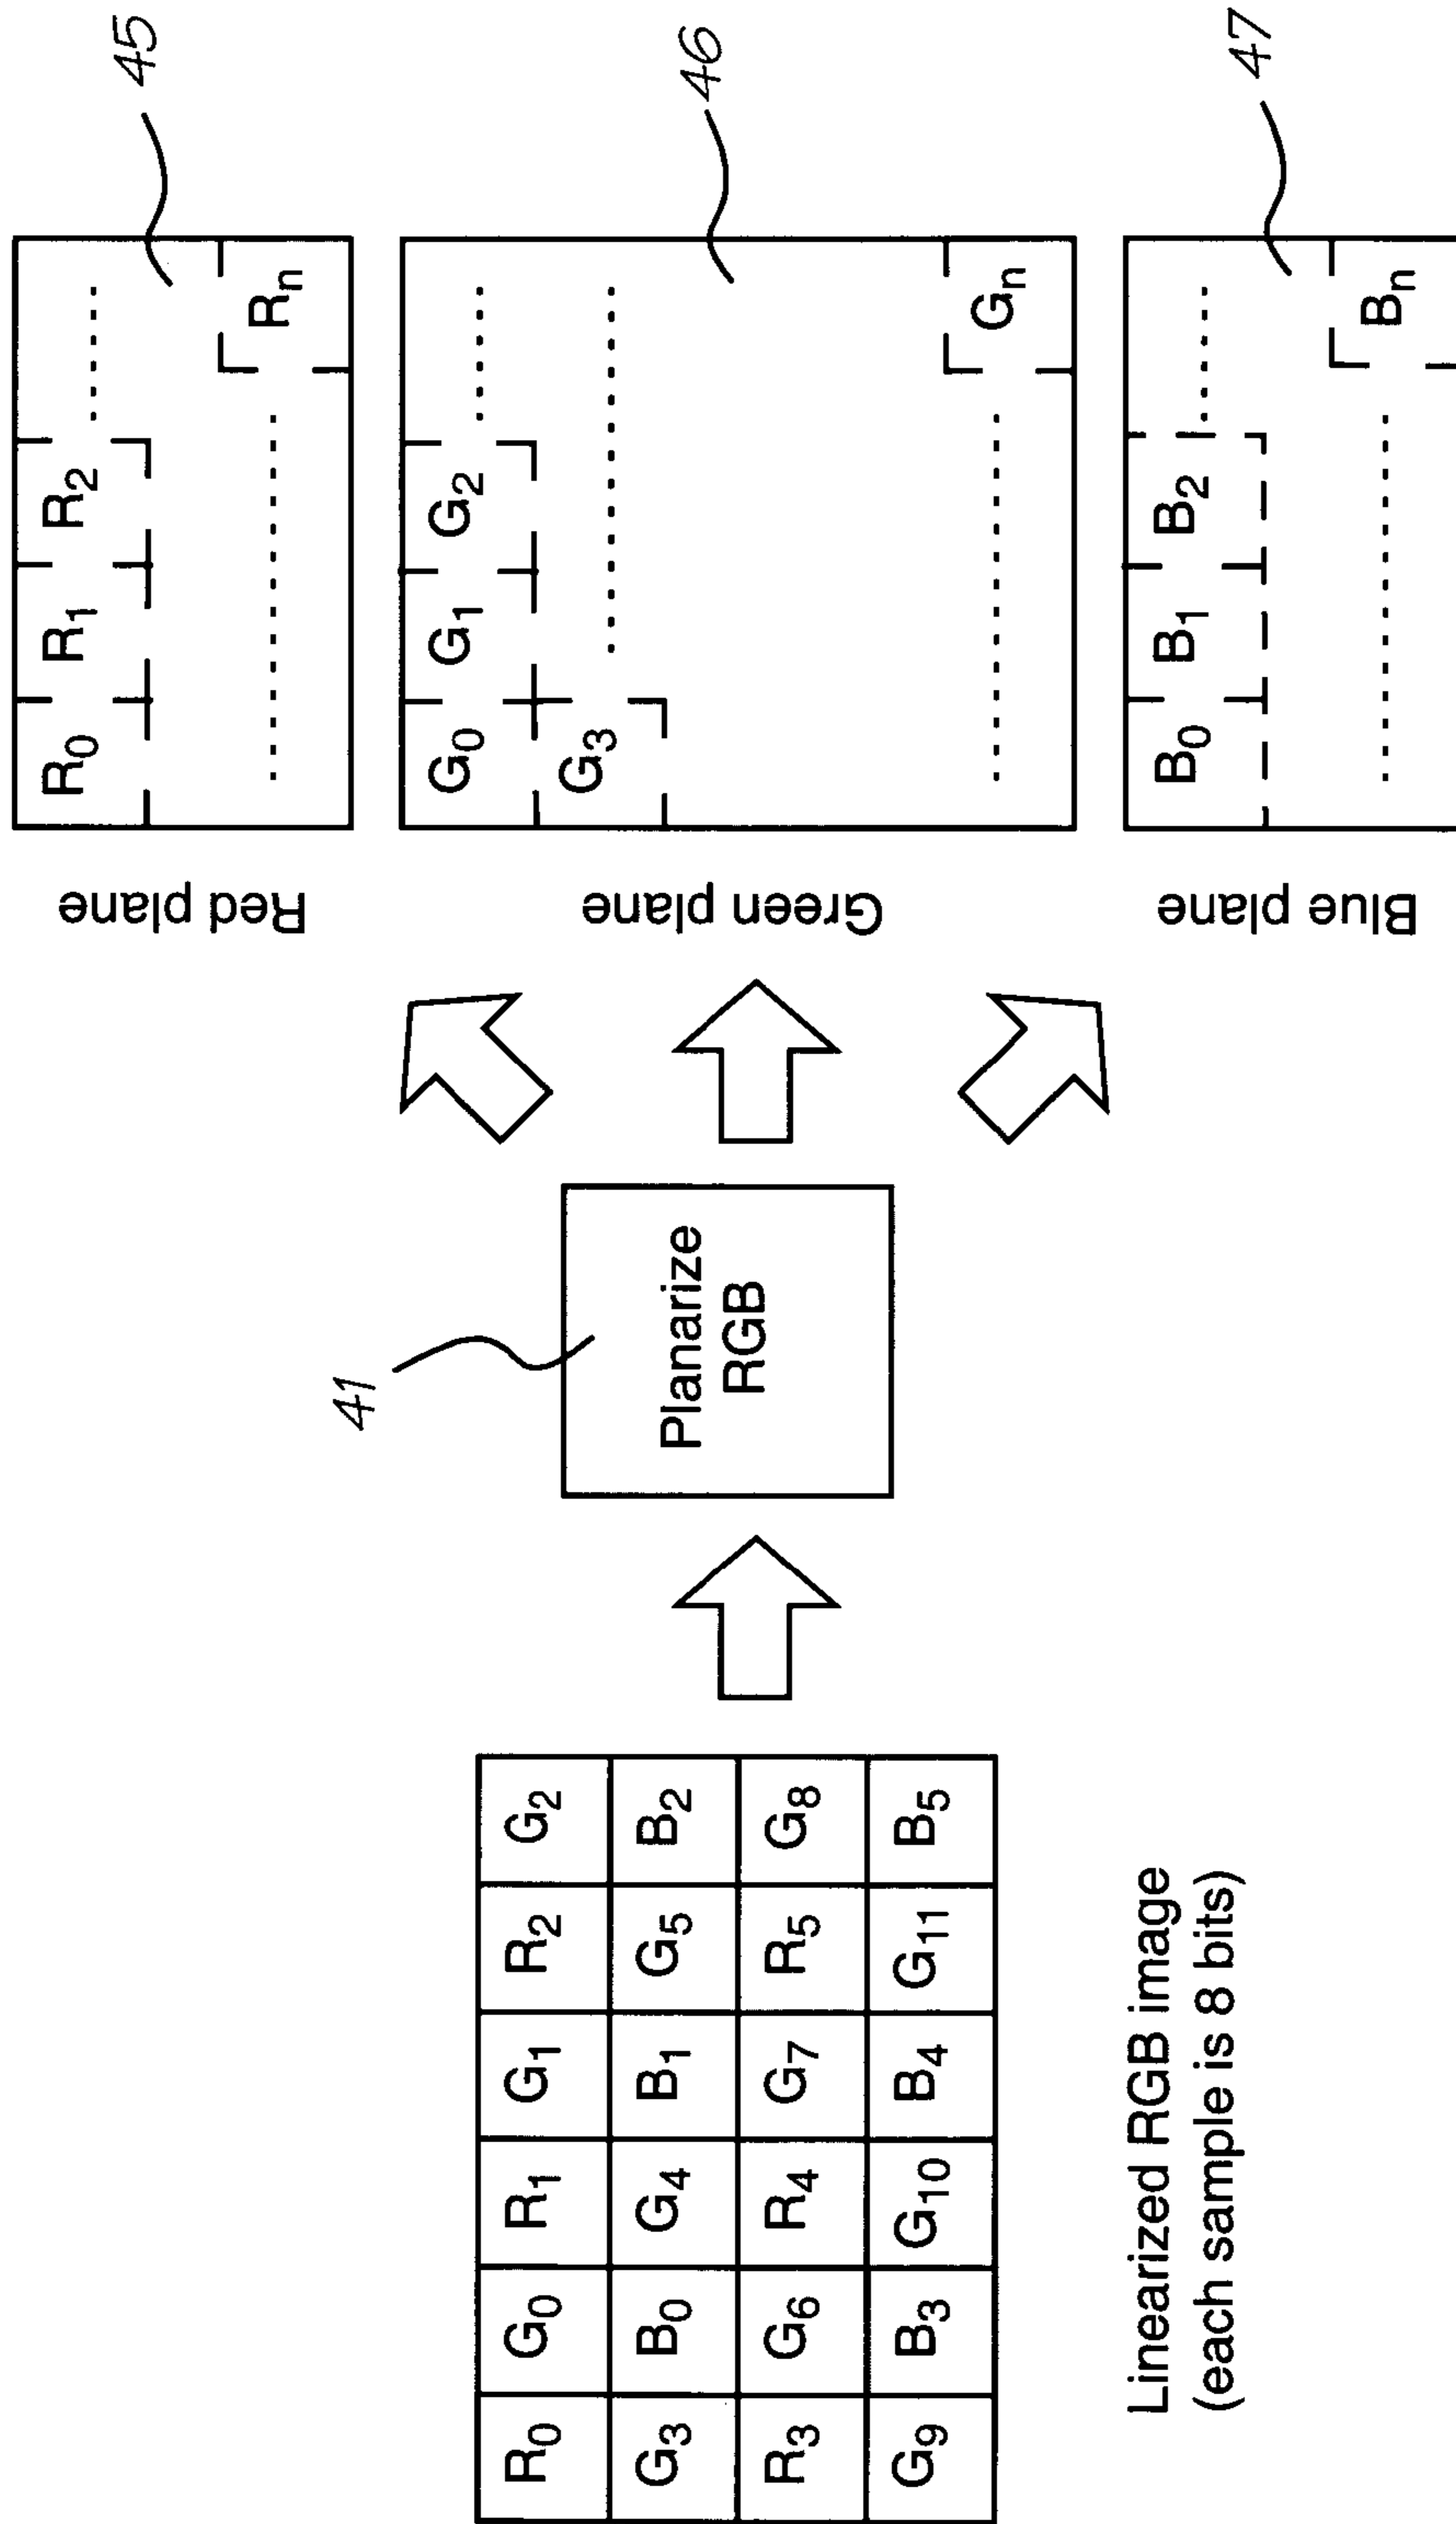 R0 G0 R1 G1 R2 G2
G3 B0 G4 B1 G5 B2
R3 G6 R4 G7 R5 G8
G9 B3 G10 B4 G11 B5
Linearized RGB image
(each sample is 8 bits)
41
Planarize
RGB
Red plane
R0 R1 R2
Rn
45
Green plane
G0 G1 G2
G3
Gn
46
Blue plane
B0 B1 B2
Bn
47